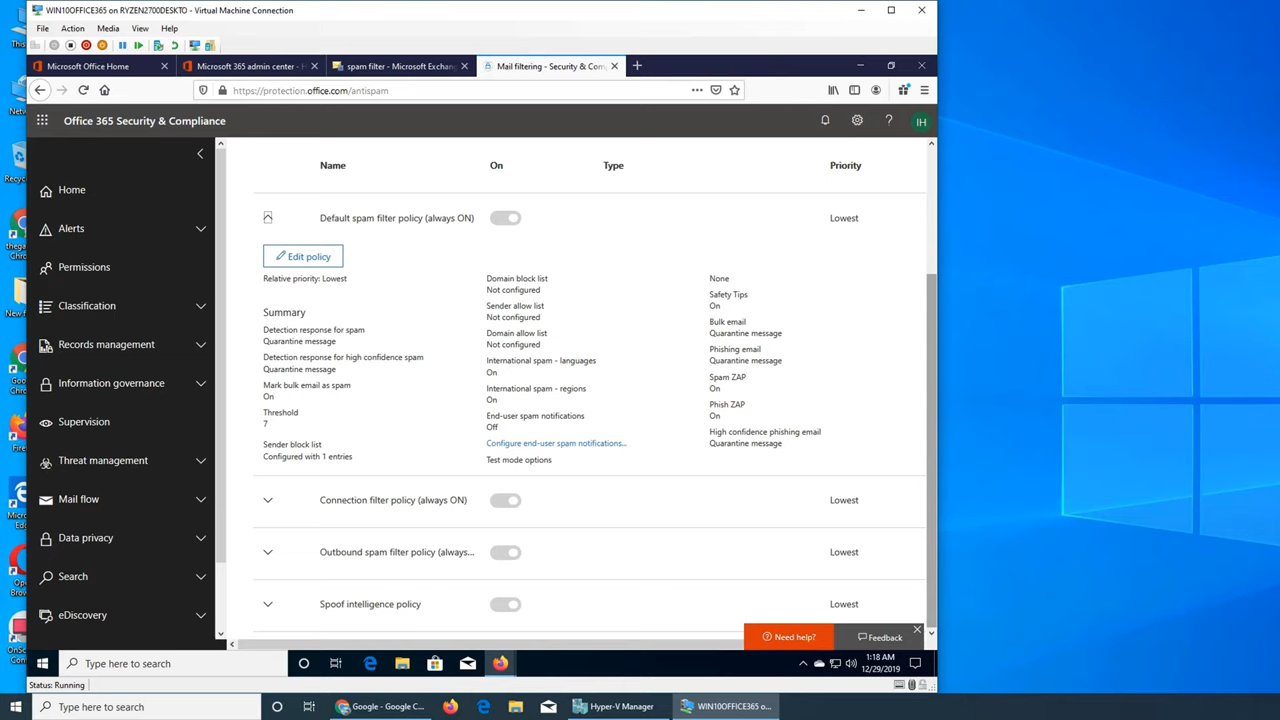 WIN10OFFICE365 on RYZEN2700DESKTO - Virtual Machine Connection
File Action Media View Help
Microsoft Office Home
Microsoft 365 admin center - H
spam filter - Microsoft Exchang
Mail filtering - Security & Com
https://protection.office.com/antispam
Office 365 Security & Compliance
IH
Home
Alerts
Permissions
Classification
Records management
Information governance
Supervision
Threat management
Mail flow
Data privacy
Search
eDiscovery
Name On Type Priority
Default spam filter policy (always ON) Lowest
Edit policy
Relative priority: Lowest
Summary
Detection response for spam
Quarantine message
Detection response for high confidence spam
Quarantine message
Mark bulk email as spam
On
Threshold
7
Sender block list
Configured with 1 entries
Domain block list
Not configured
Sender allow list
Not configured
Domain allow list
Not configured
International spam - languages
On
International spam - regions
On
End-user spam notifications
Off
Configure end-user spam notifications...
Test mode options
None
Safety Tips
On
Bulk email
Quarantine message
Phishing email
Quarantine message
Spam ZAP
On
Phish ZAP
On
High confidence phishing email
Quarantine message
Connection filter policy (always ON) Lowest
Outbound spam filter policy (always... Lowest
Spoof intelligence policy Lowest
Need help?
Feedback
Type here to search
1:18 AM
12/29/2019
Status: Running
Type here to search
Google - Google C...
Hyper-V Manager
WIN10OFFICE365 o...